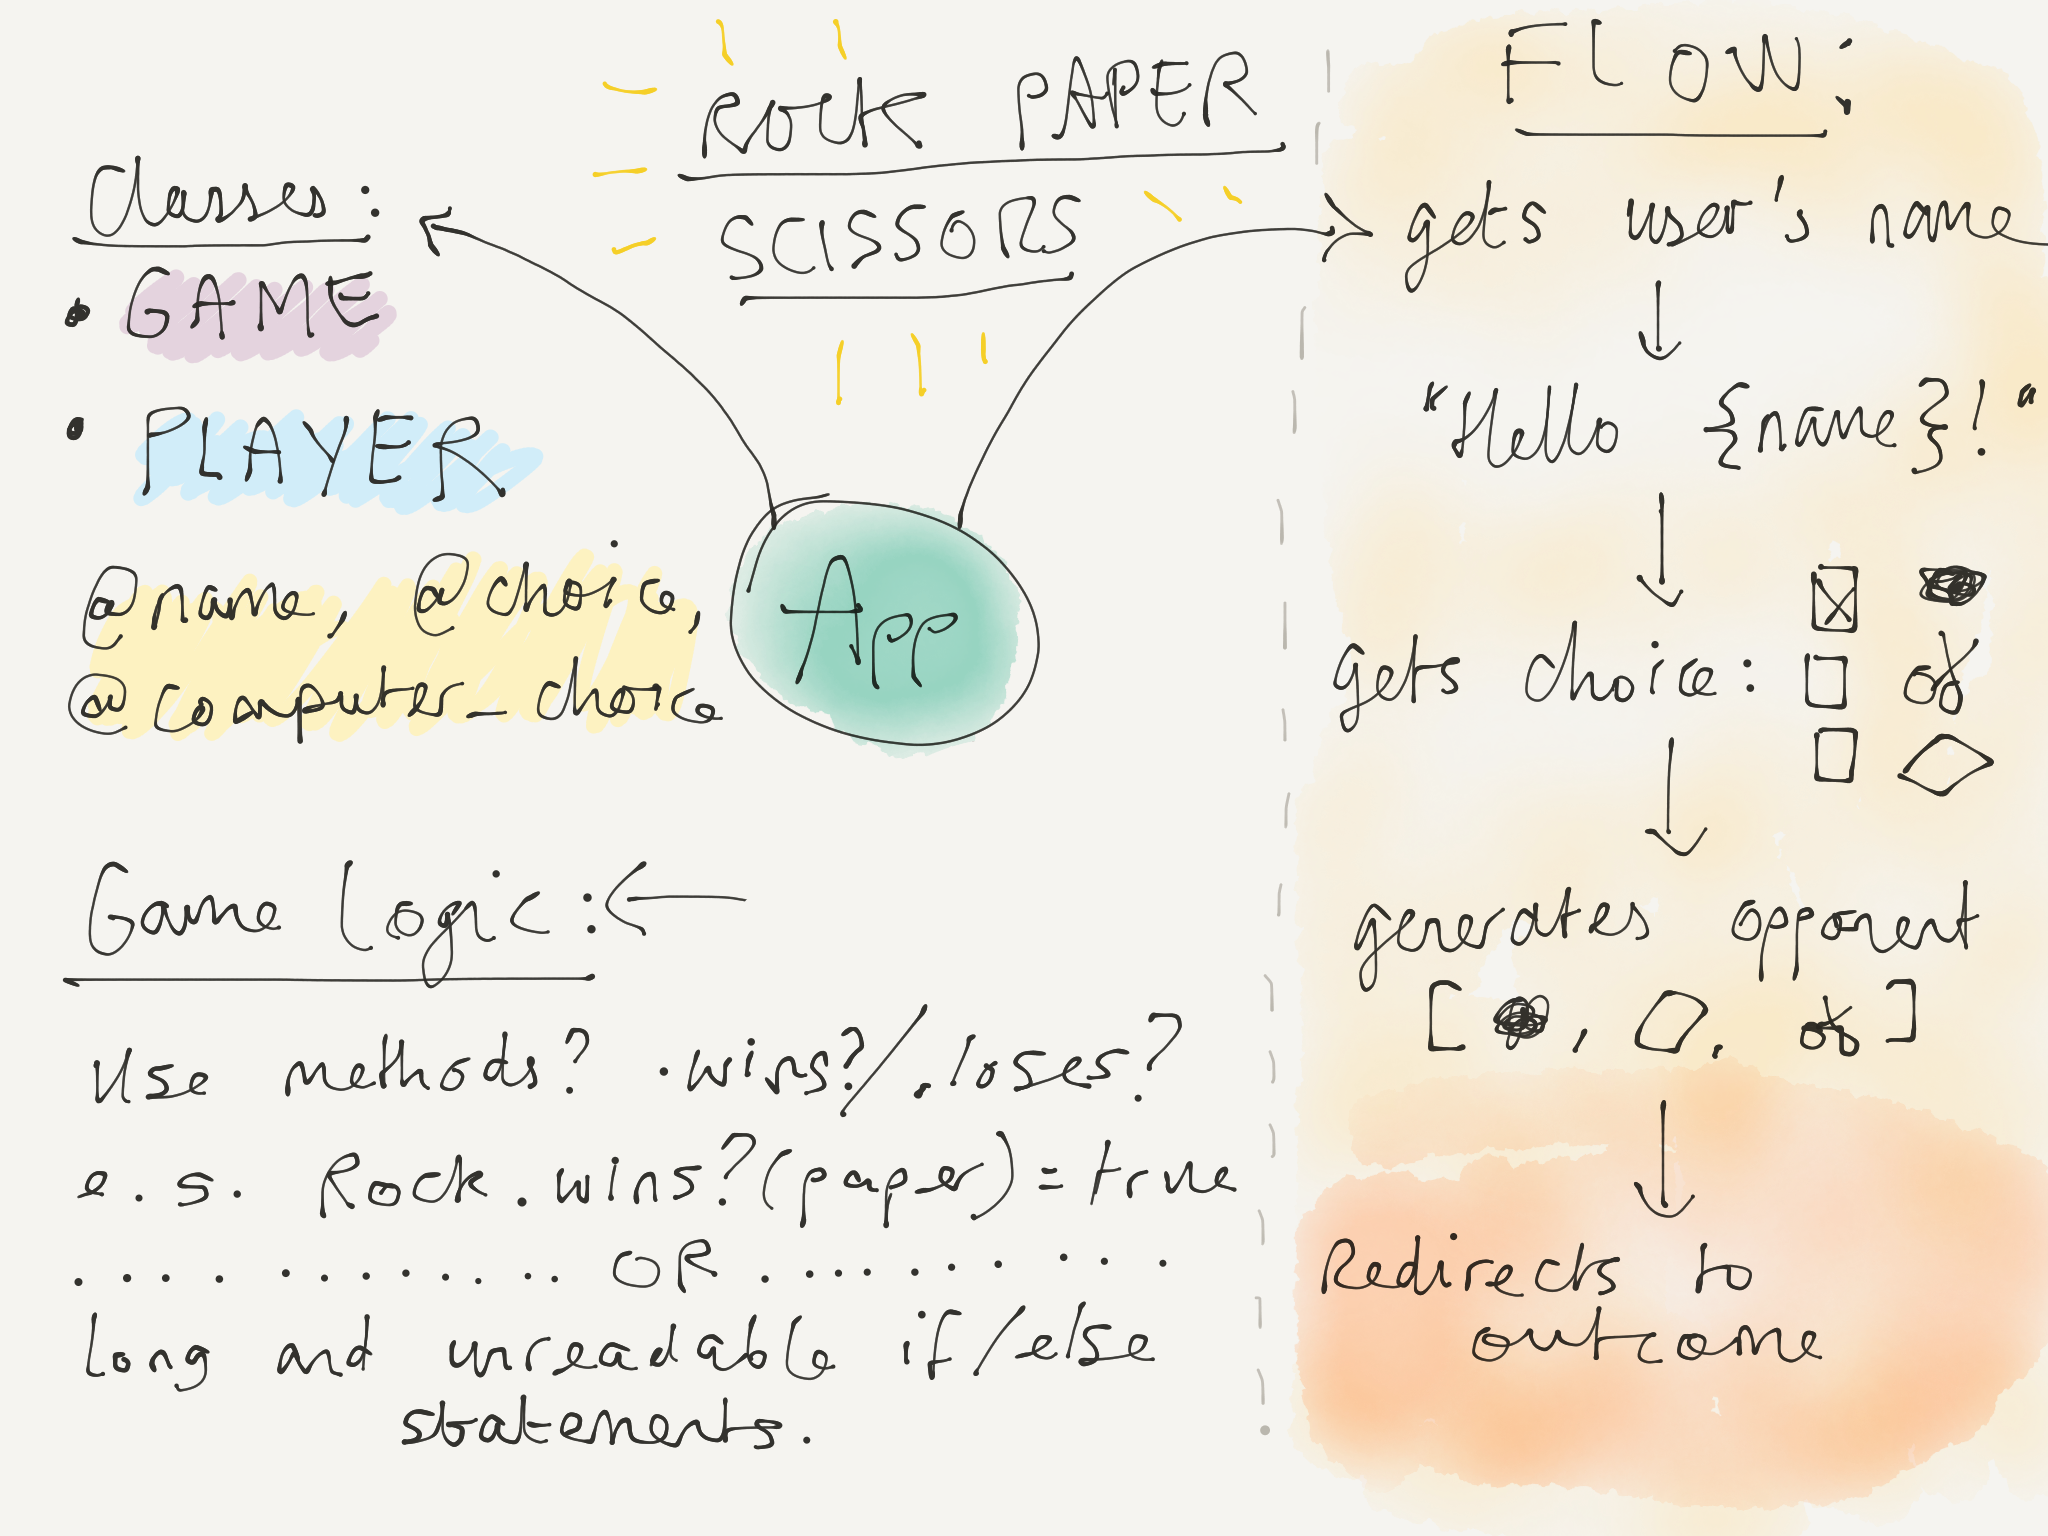 ROCK PAPER
SCISSORS
Classes:
• GAME
• PLAYER
@name, @choice,
@computer_choice
App
Game Logic:
Use methods? .wins?/.loses?
e.g. Rock.wins?(paper) = true
. . . . . . . . . . . . OR . . . . . . . . . . .
Long and unreadable if/else
statements.
FLOW:
gets user's name
"Hello {name}!"
gets choice:
generates opponent
[ , , ]
Redirects to
outcome